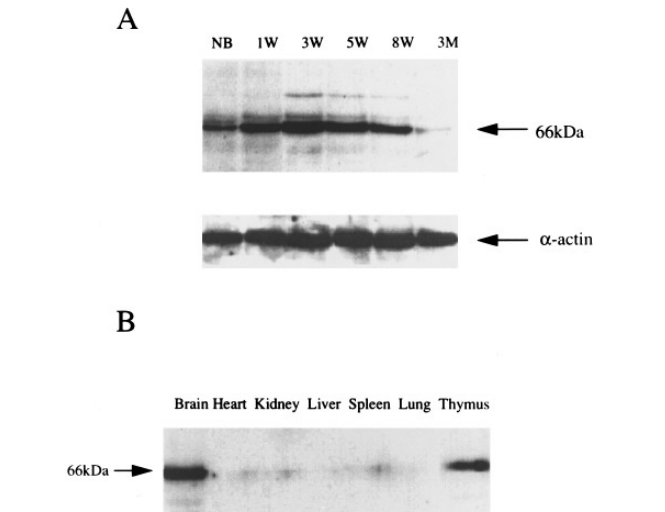 A
NB 1W 3W 5W 8W 3M
66kDa
α-actin
B
Brain Heart Kidney Liver Spleen Lung Thymus
66kDa